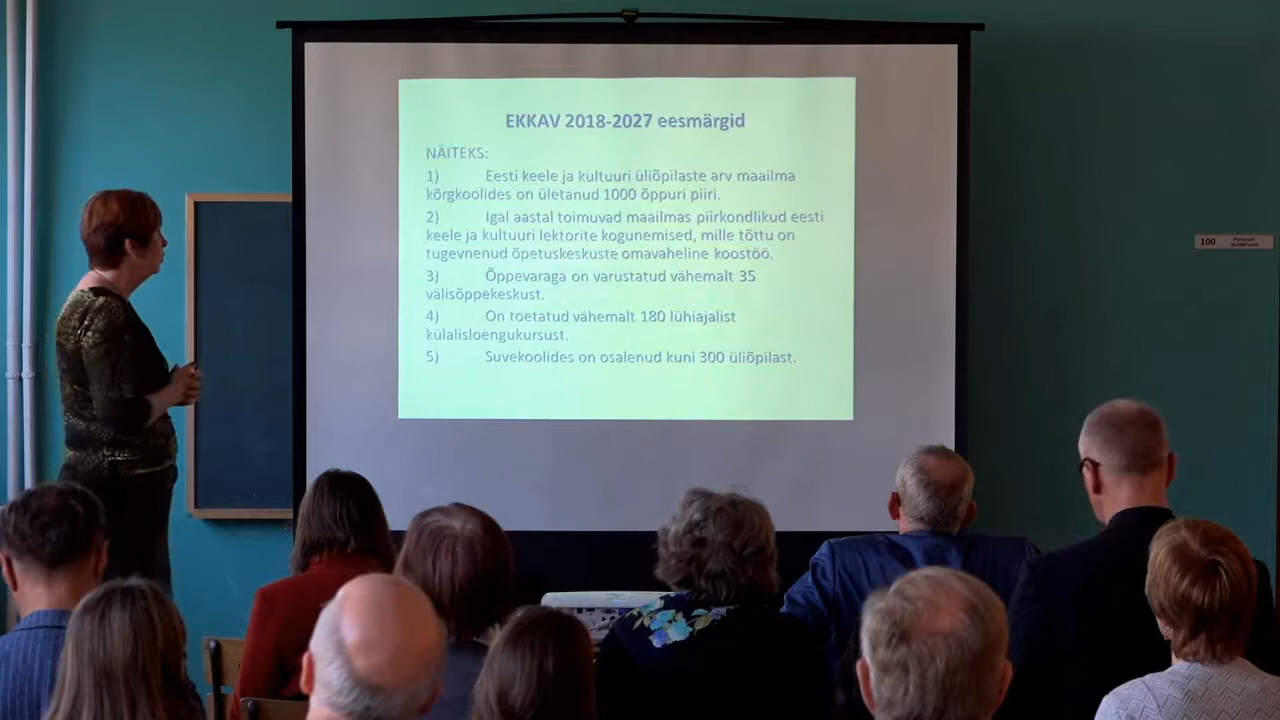 EKKAV 2018-2027 eesmärgid
NÄITEKS:
1) Eesti keele ja kultuuri üliõpilaste arv maailma
kõrgkoolides on ületanud 1000 õppuri piiri.
2) Igal aastal toimuvad maailmas piirkondlikud eesti
keele ja kultuuri lektorite kogunemised, mille tõttu on
tugevnenud õpetuskeskuste omavaheline koostöö.
3) Õppevaraga on varustatud vähemalt 35
välisõppekeskust.
4) On toetatud vähemalt 180 lühiajalist
külalisloengukursust.
5) Suvekoolides on osalenud kuni 300 üliõpilast.
100